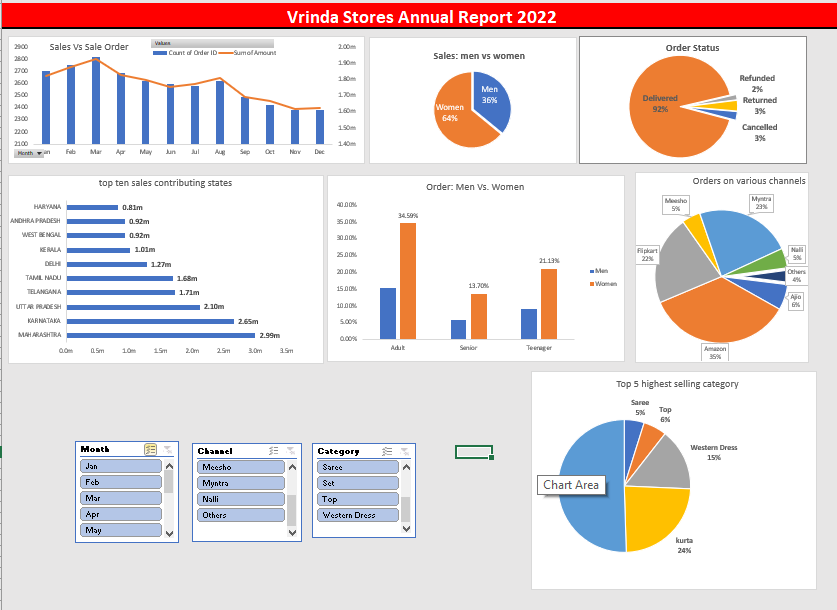 Vrinda Stores Annual Report 2022
Sales Vs Sale Order
Values
Count of Order ID
Sum of Amount
2900
2800
2700
2600
2500
2400
2300
2200
2100
2.00m
1.90m
1.80m
1.70m
1.60m
1.50m
1.40m
Feb Mar Apr May Jun Jul Aug Sep Oct Nov Dec
Month
Sales: men vs women
Men
36%
Women
64%
Order Status
Delivered
92%
Refunded
2%
Returned
3%
Cancelled
3%
top ten sales contributing states
HARYANA 0.81m
ANDHRA PRADESH 0.92m
WEST BENGAL 0.92m
KERALA 1.01m
DELHI 1.27m
TAMIL NADU 1.68m
TELANGANA 1.71m
UTTAR PRADESH 2.10m
KARNATAKA 2.65m
MAHARASHTRA 2.99m
0.0m 0.5m 1.0m 1.5m 2.0m 2.5m 3.0m 3.5m
Order: Men Vs. Women
40.00%
35.00%
30.00%
25.00%
20.00%
15.00%
10.00%
5.00%
0.00%
34.59%
13.70%
21.13%
Adult Senior Teenager
Men
Women
Orders on various channels
Meesho
5%
Myntra
23%
Nalli
5%
Others
4%
Ajio
6%
Amazon
35%
Flipkart
22%
Top 5 highest selling category
Saree
5%
Top
6%
Western Dress
15%
kurta
24%
Chart Area
Month
Jan
Feb
Mar
Apr
May
Channel
Meesho
Myntra
Nalli
Others
Category
Saree
Set
Top
Western Dress